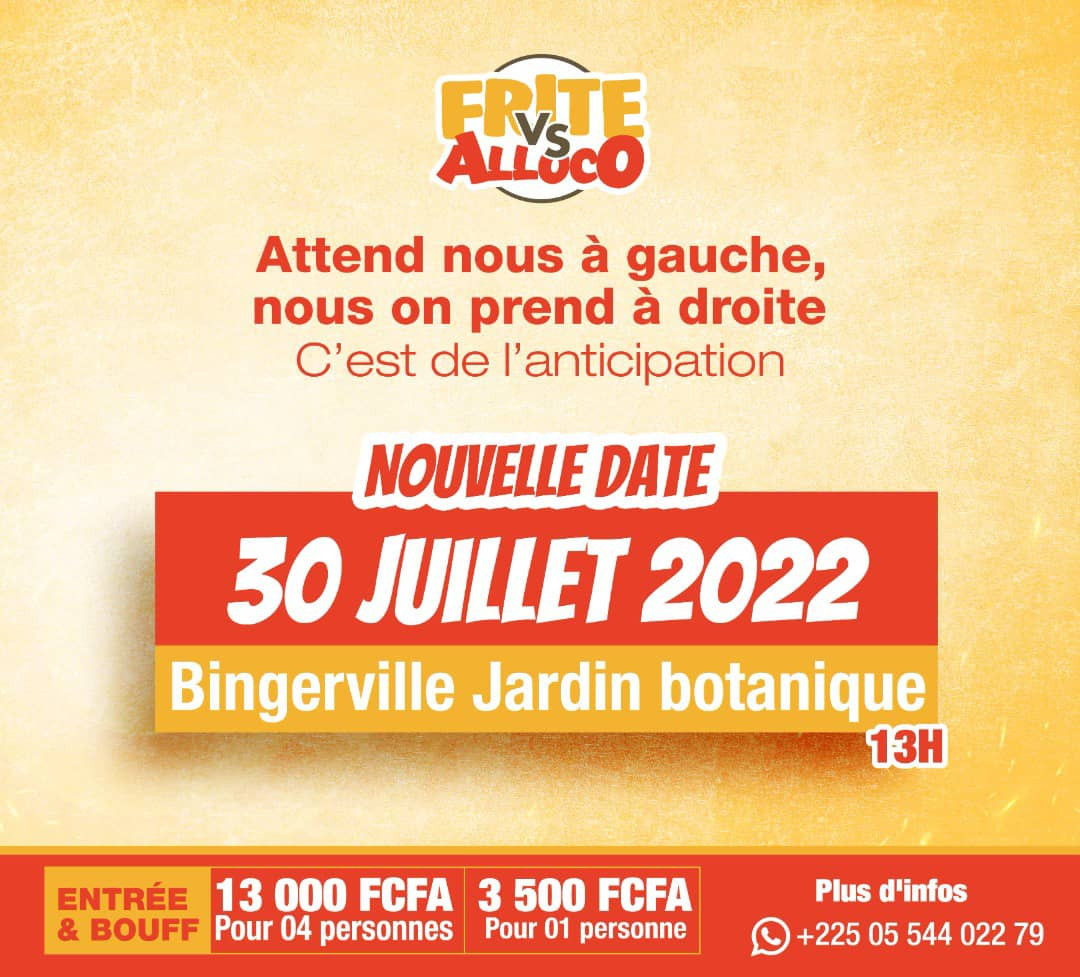 FRITE
VS
ALLOCO
Attend nous à gauche,
nous on prend à droite
C'est de l'anticipation
NOUVELLE DATE
30 JUILLET 2022
Bingerville Jardin botanique
13H
ENTRÉE
& BOUFF
13 000 FCFA
Pour 04 personnes
3 500 FCFA
Pour 01 personne
Plus d'infos
+225 05 544 022 79